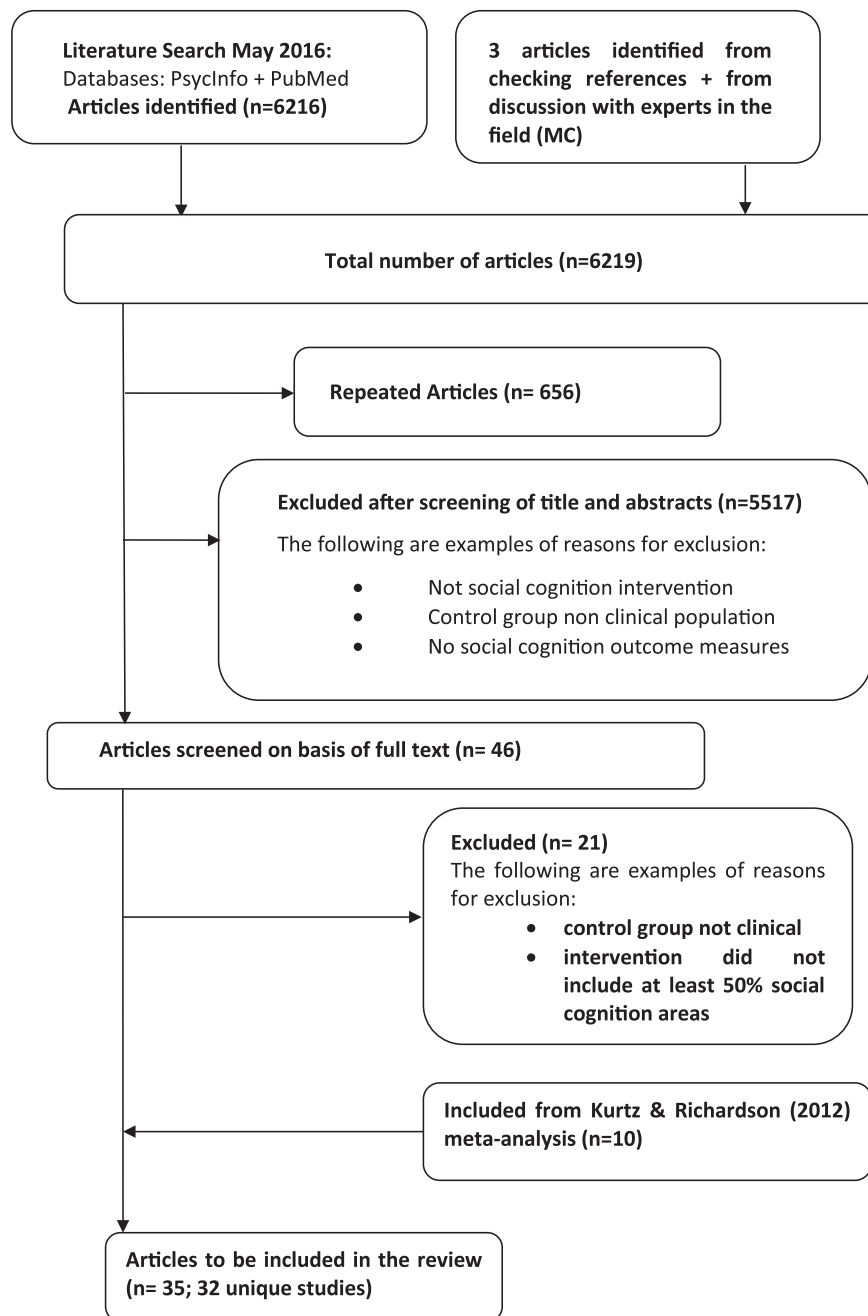 Literature Search May 2016:
Databases: PsycInfo + PubMed
Articles identified (n=6216)
3 articles identified from
checking references + from
discussion with experts in the
field (MC)
Total number of articles (n=6219)
Repeated Articles (n= 656)
Excluded after screening of title and abstracts (n=5517)
The following are examples of reasons for exclusion:
• Not social cognition intervention
• Control group non clinical population
• No social cognition outcome measures
Articles screened on basis of full text (n= 46)
Excluded (n= 21)
The following are examples of reasons
for exclusion:
• control group not clinical
• intervention did not
include at least 50% social
cognition areas
Included from Kurtz & Richardson (2012)
meta-analysis (n=10)
Articles to be included in the review
(n= 35; 32 unique studies)